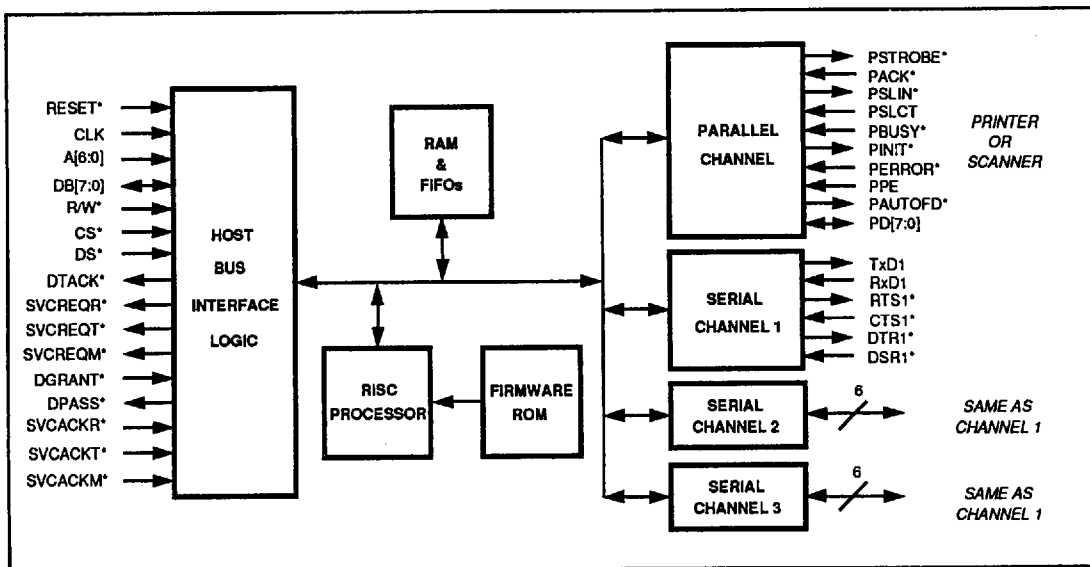 RESET*
CLK
A[6:0]
DB[7:0]
R/W*
CS*
DS*
DTACK*
SVCREQR*
SVCREQT*
SVCREQM*
DGRANT*
DPASS*
SVCACKR*
SVCACKT*
SVCACKM*
HOST
BUS
INTERFACE
LOGIC
RAM
&
FIFOs
RISC
PROCESSOR
FIRMWARE
ROM
PARALLEL
CHANNEL
PSTROBE*
PACK*
PSLIN*
PSLCT
PBUSY*
PINIT*
PERROR*
PPE
PAUTOFD*
PD[7:0]
PRINTER
OR
SCANNER
SERIAL
CHANNEL 1
TxD1
RxD1
RTS1*
CTS1*
DTR1*
DSR1*
SERIAL
CHANNEL 2
6
SAME AS
CHANNEL 1
SERIAL
CHANNEL 3
6
SAME AS
CHANNEL 1